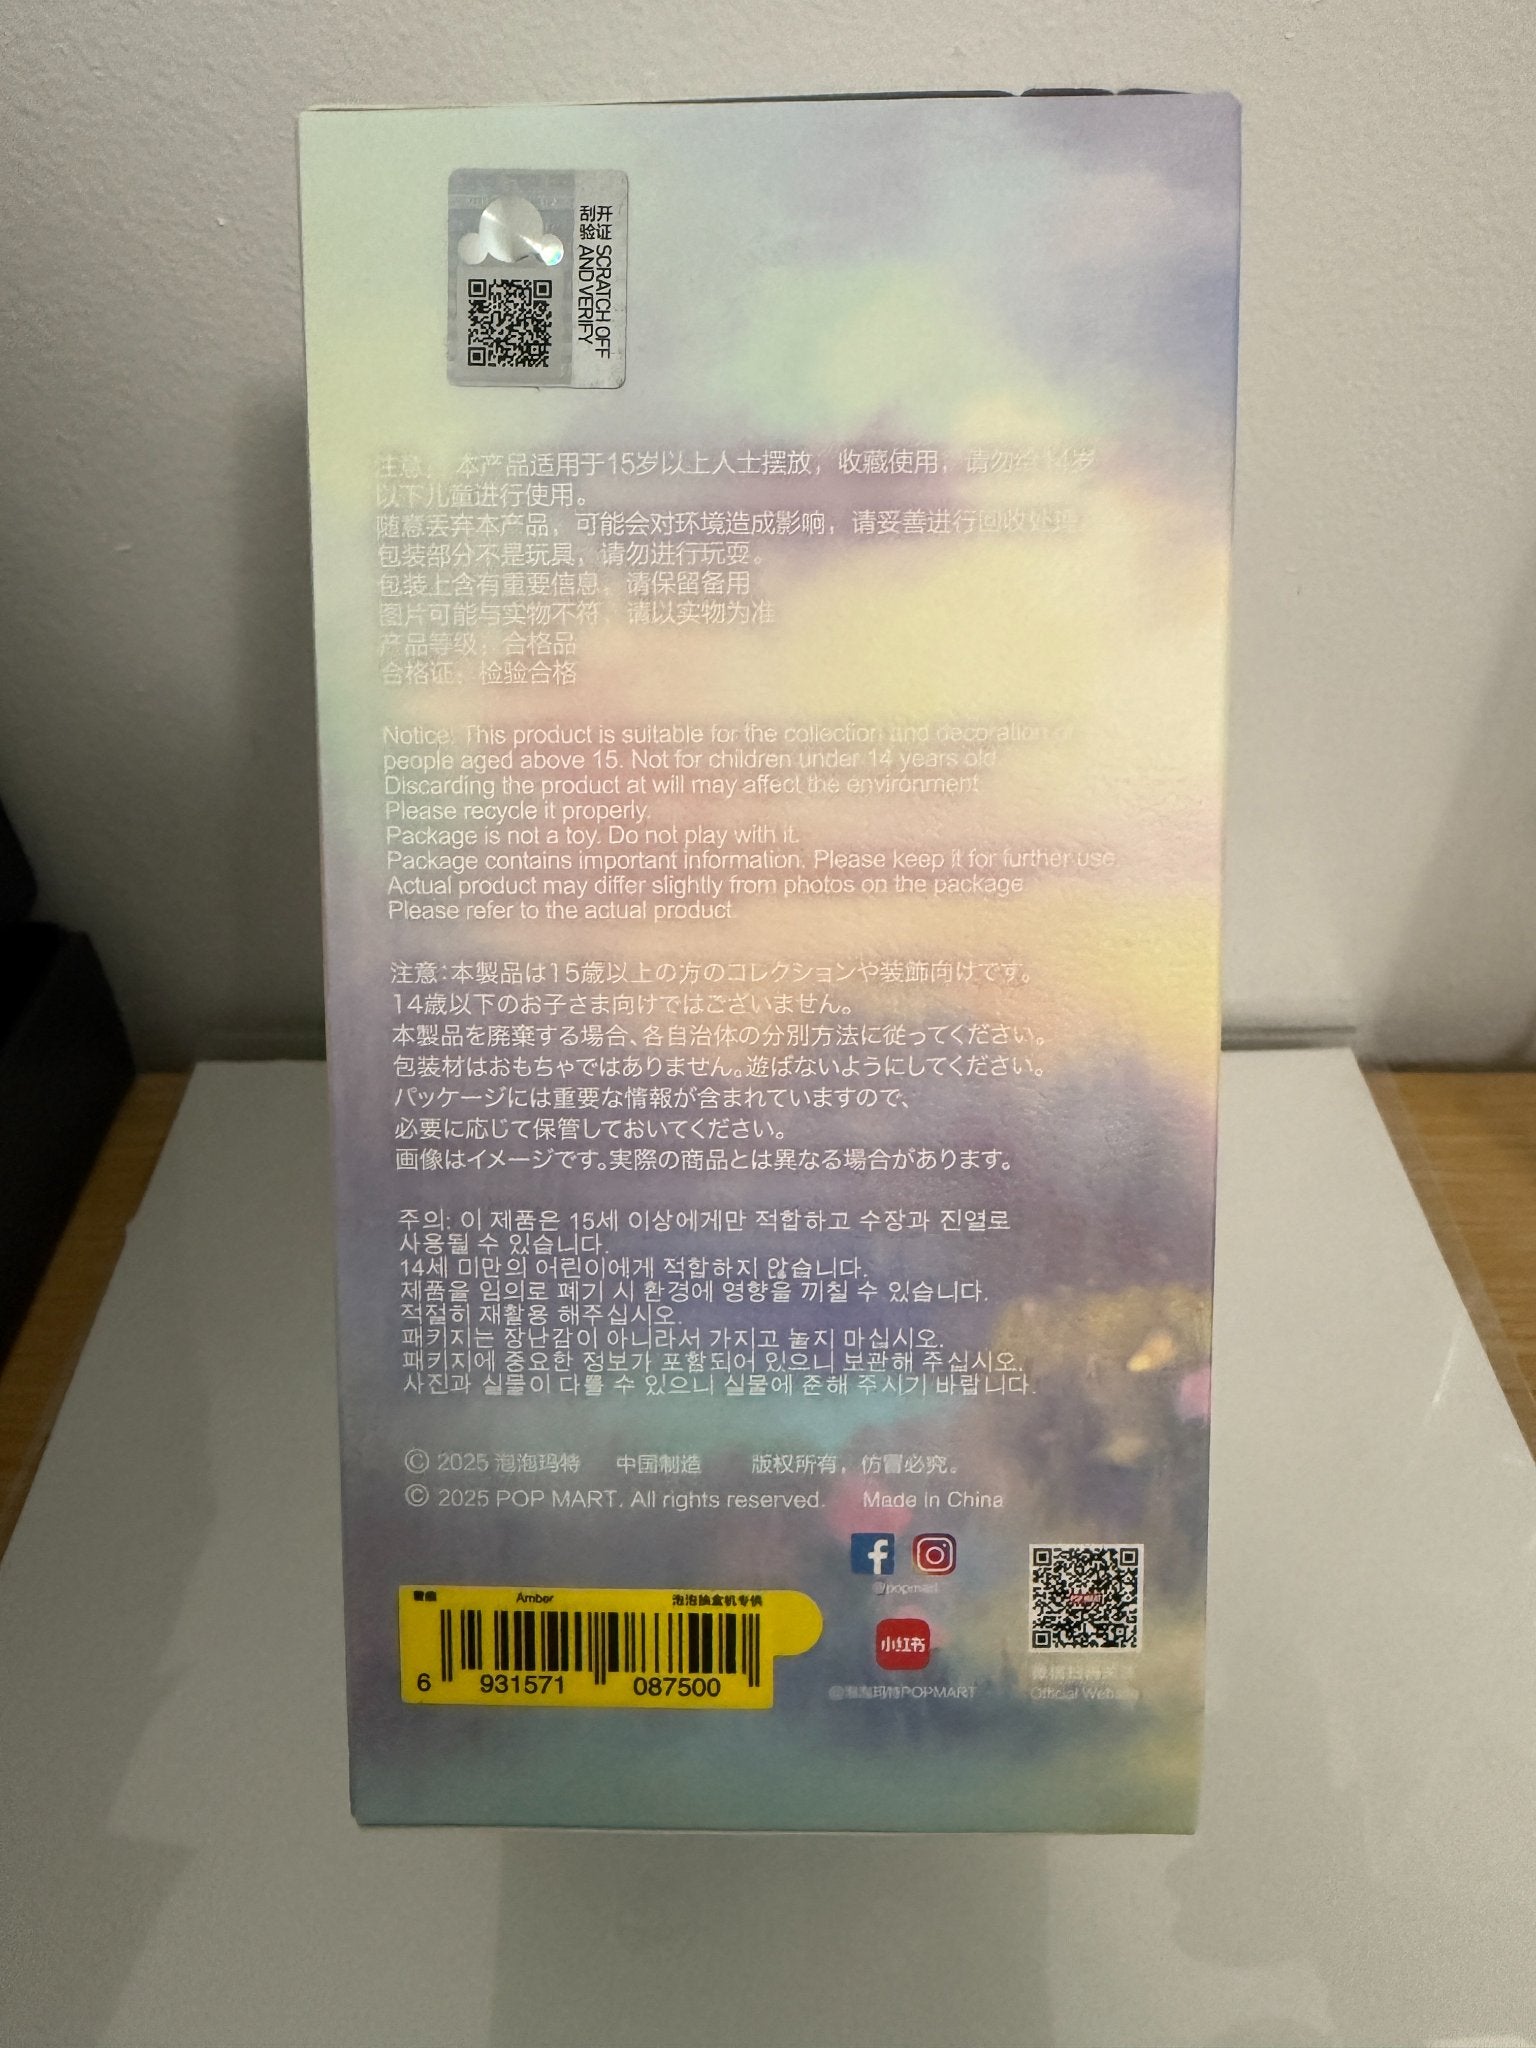 开证 SCRATCH OFF
刮验 AND VERIFY
注意： 本产品适用于15岁以上人士摆放，收藏使用，请勿给14岁
以下儿童进行使用。
随意丢弃本产品，可能会对环境造成影响，请妥善进行回收处理
包装部分不是玩具，请勿进行玩耍。
包装上含有重要信息，请保留备用
图片可能与实物不符，请以实物为准
产品等级：合格品
合格证：检验合格
Notice: This product is suitable for the collection and decoration of
people aged above 15. Not for children under 14 years old.
Discarding the product at will may affect the environment
Please recycle it properly.
Package is not a toy. Do not play with it.
Package contains important information. Please keep it for further use.
Actual product may differ slightly from photos on the package
Please refer to the actual product.
注意:本製品は15歳以上の方のコレクションや装飾向けです。
14歳以下のお子さま向けではございません。
本製品を廃棄する場合、各自治体の分別方法に従ってください。
包装材はおもちゃではありません。遊ばないようにしてください。
パッケージには重要な情報が含まれていますので、
必要に応じて保管しておいてください。
画像はイメージです。実際の商品とは異なる場合があります。
주의: 이 제품은 15세 이상에게만 적합하고 수장과 진열로
사용될 수 있습니다.
14세 미만의 어린이에게 적합하지 않습니다.
제품을 임의로 폐기 시 환경에 영향을 끼칠 수 있습니다.
적절히 재활용 해주십시오.
패키지는 장난감이 아니라서 가지고 놀지 마십시오.
패키지에 중요한 정보가 포함되어 있으니 보관해 주십시오.
사진과 실물이 다를 수 있으니 실물에 준해 주시기 바랍니다.
© 2025 泡泡玛特 中国制造 版权所有，仿冒必究。
© 2025 POP MART. All rights reserved. Made in China
@popmart
小红书
@泡泡玛特POPMART
Official Website
Amber 泡泡抽盒机专供
6 931571 087500